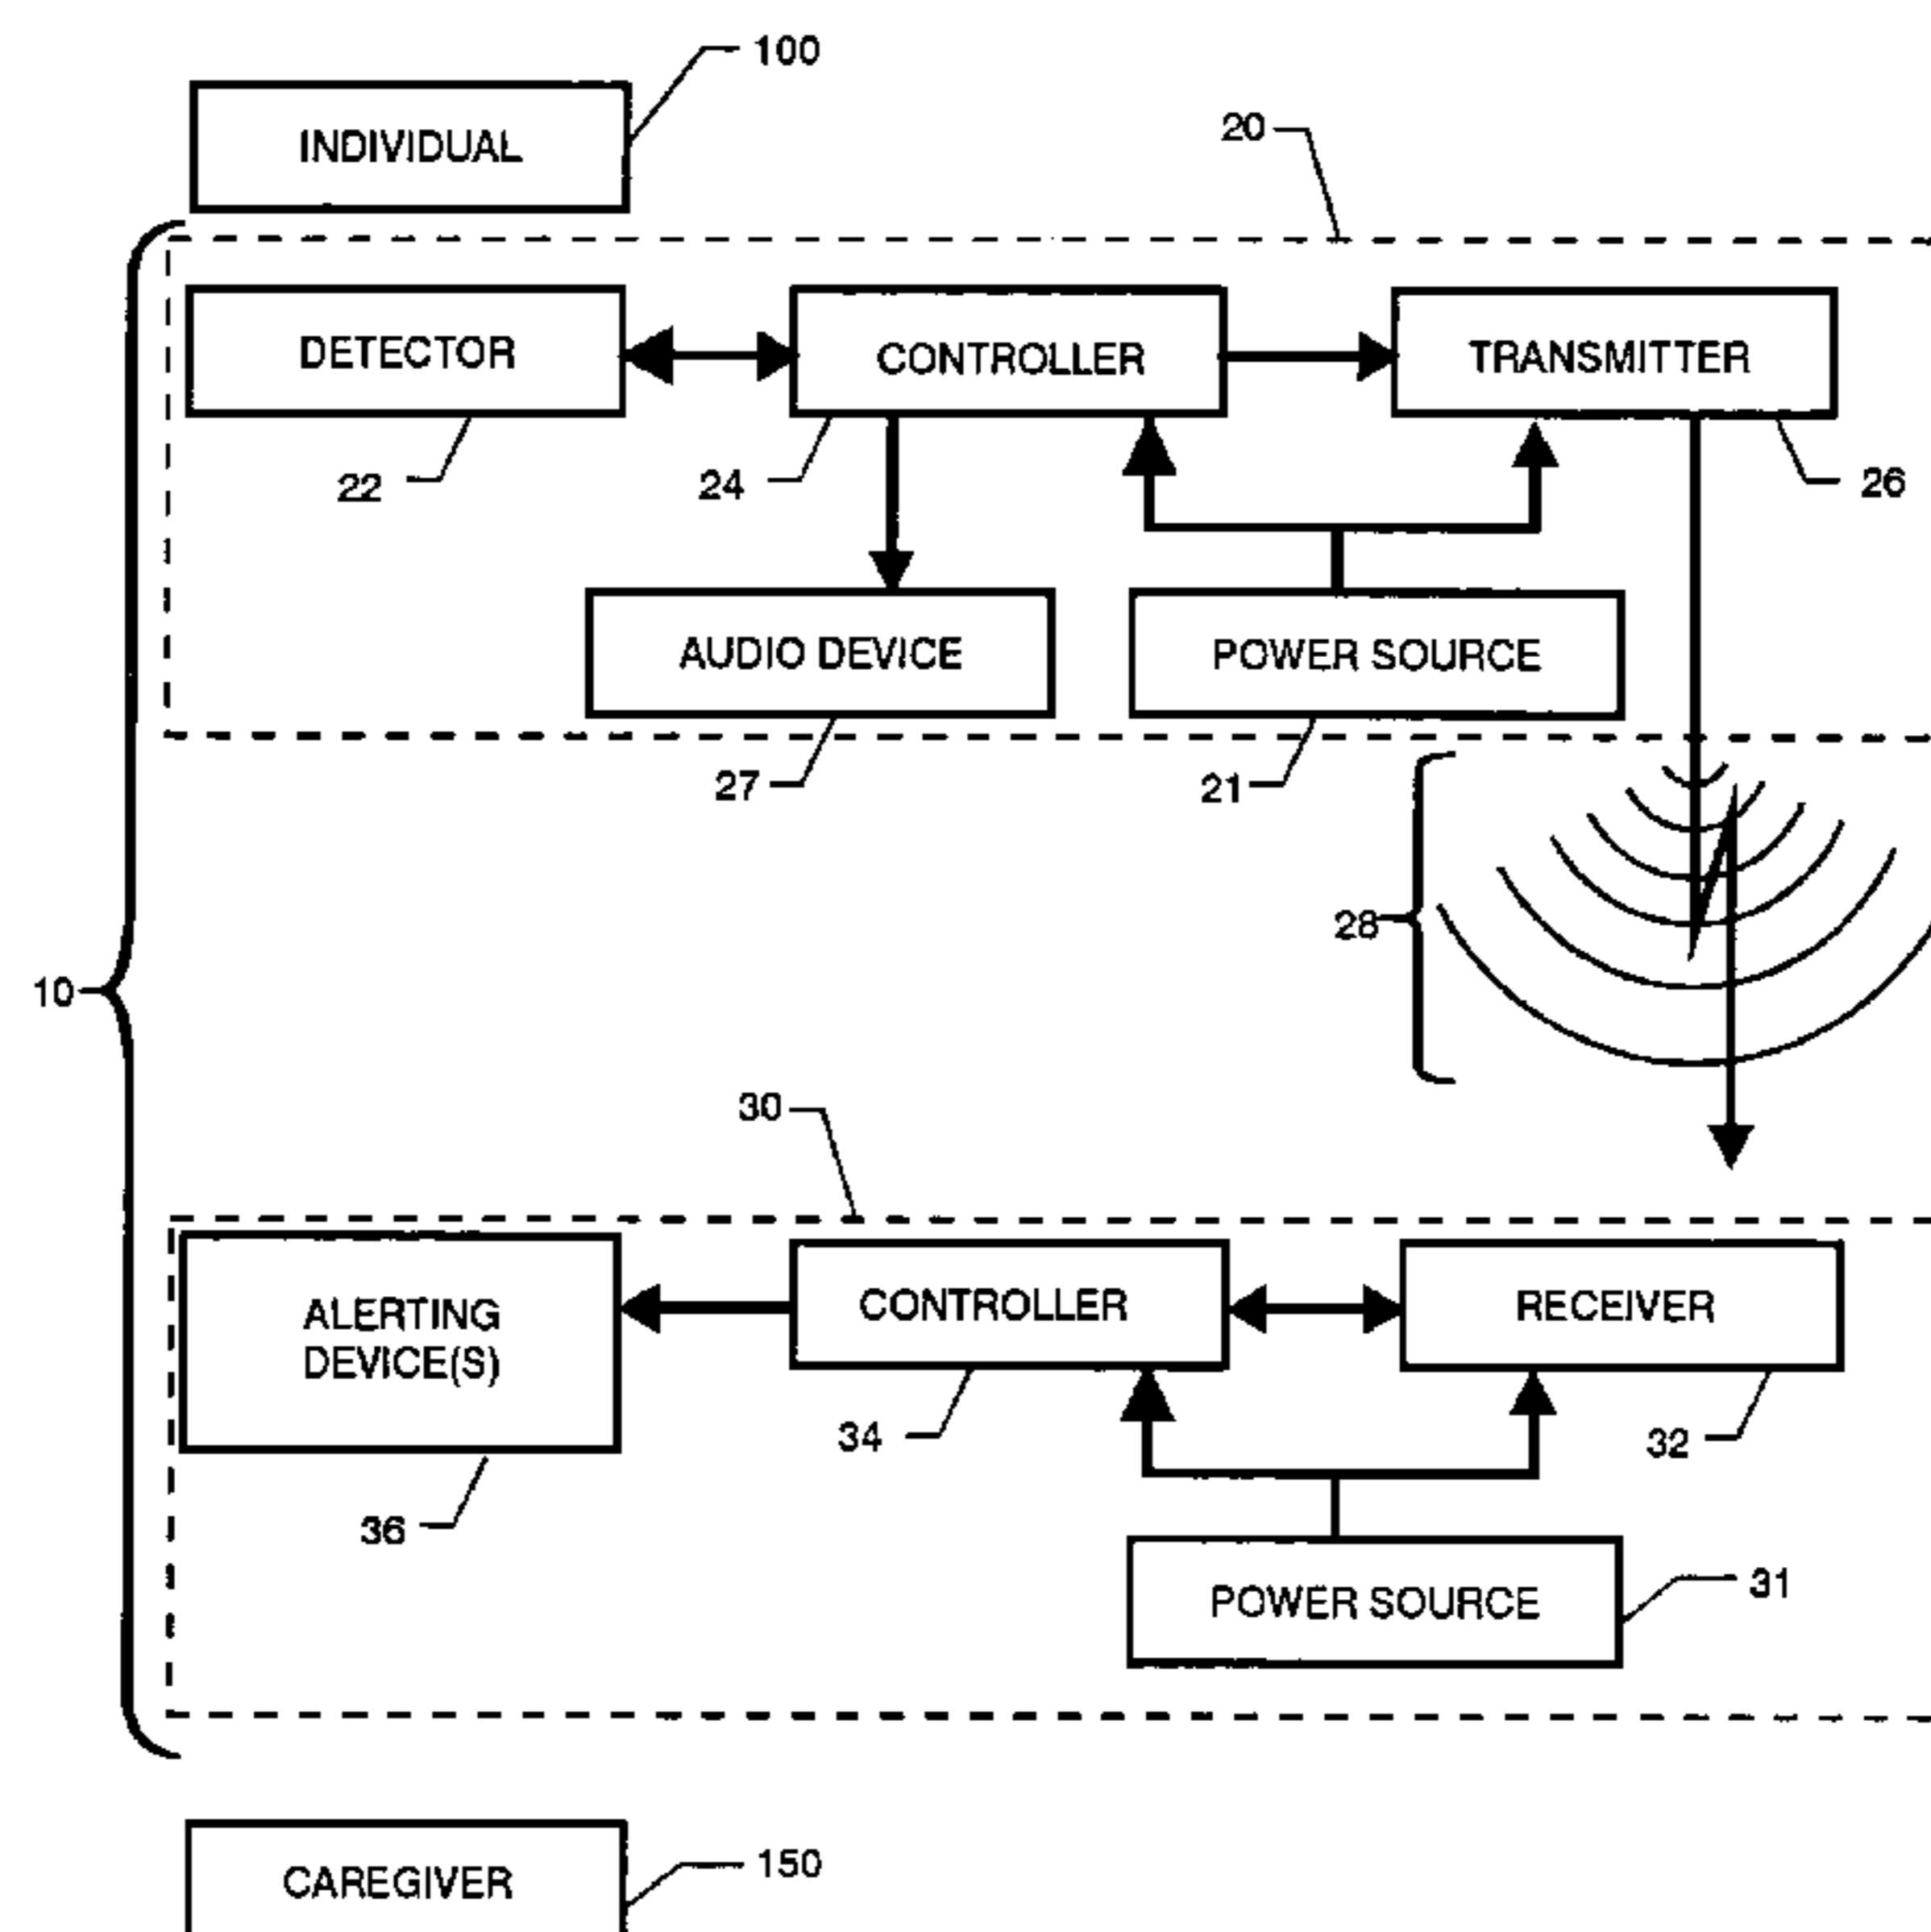 100
INDIVIDUAL
20
DETECTOR
CONTROLLER
TRANSMITTER
22
24
26
AUDIO DEVICE
POWER SOURCE
27
21
28
10
30
ALERTING
DEVICE(S)
CONTROLLER
RECEIVER
34
32
36
POWER SOURCE
31
CAREGIVER
150